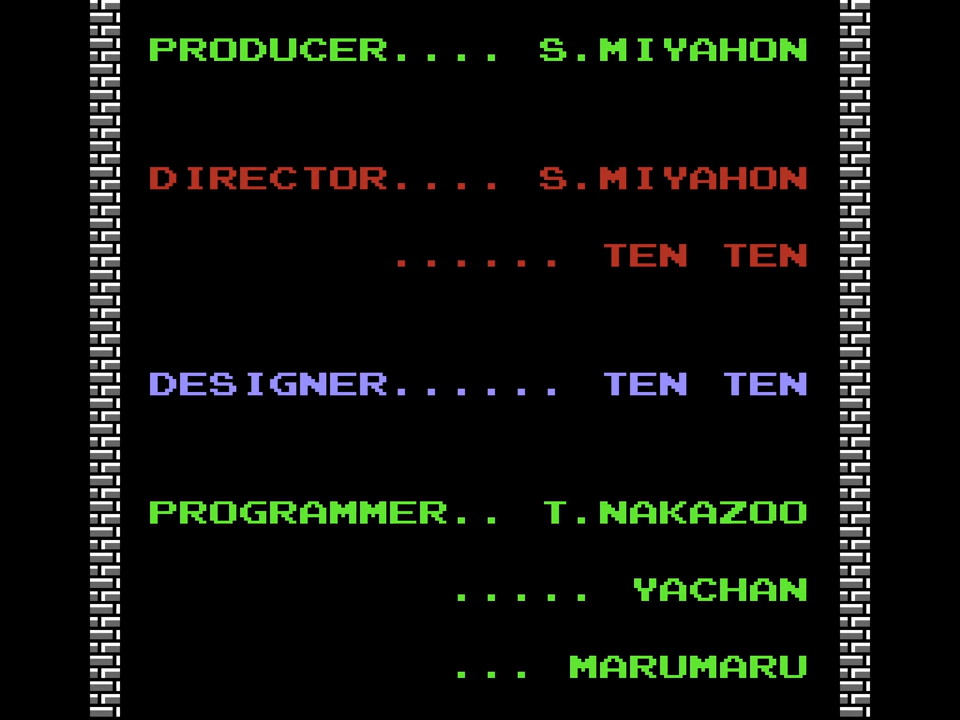 PRODUCER.... S.MIYAHON
DIRECTOR.... S.MIYAHON
...... TEN TEN
DESIGNER...... TEN TEN
PROGRAMMER.. T.NAKAZOO
..... YACHAN
... MARUMARU